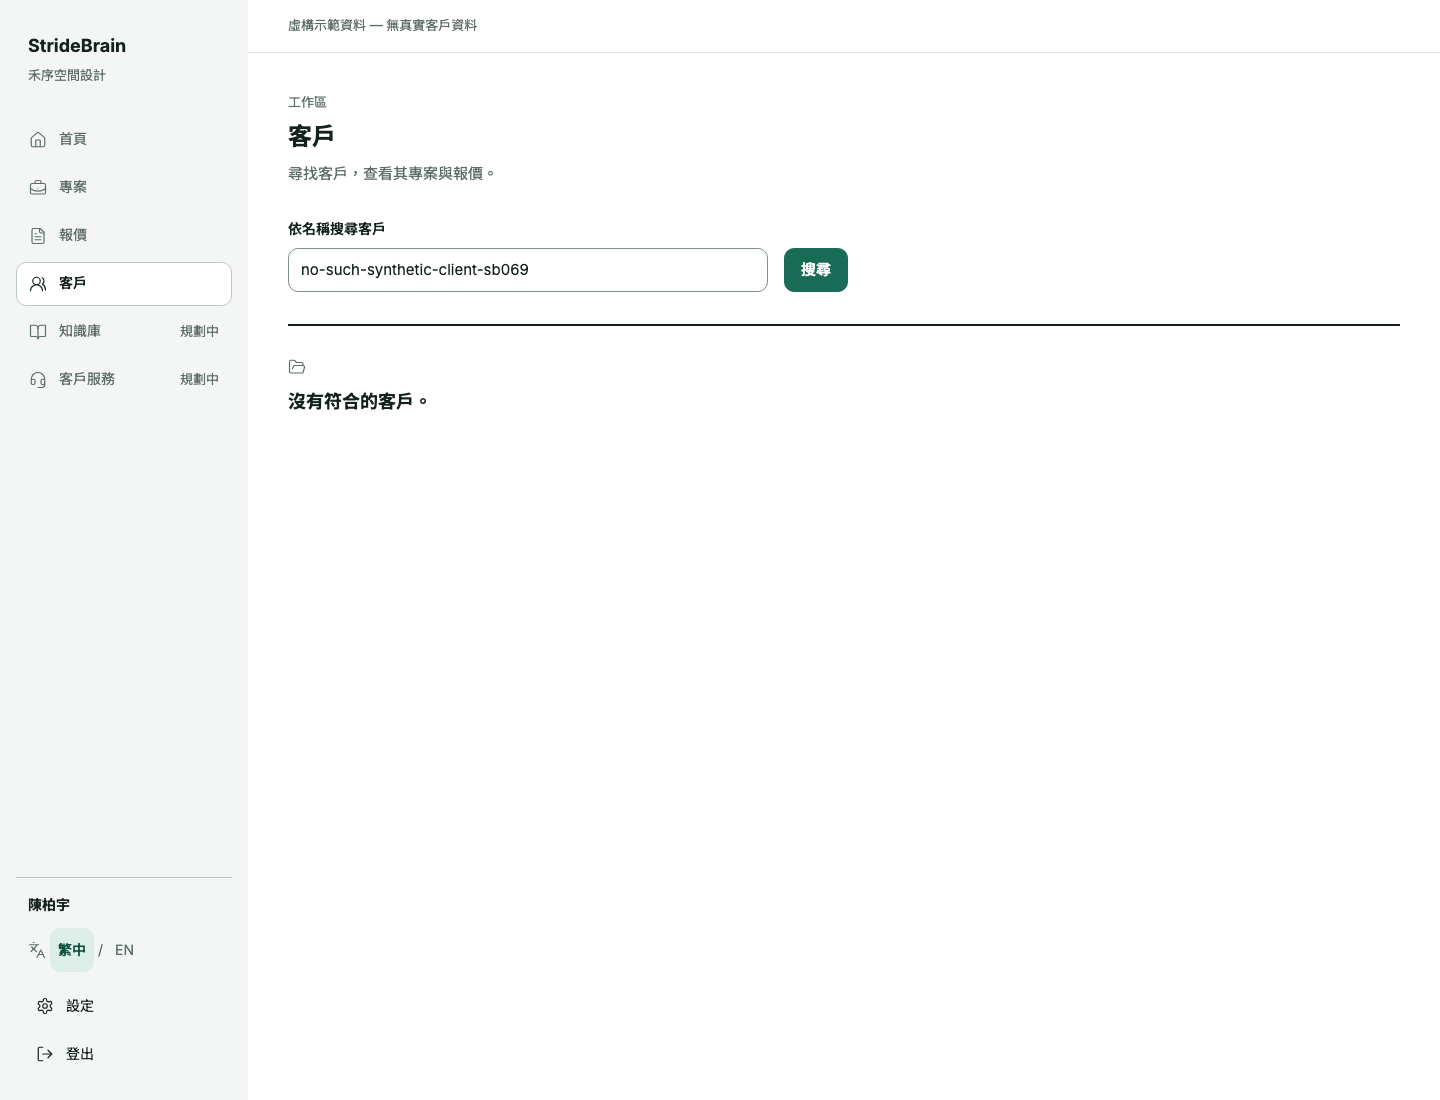 StrideBrain
禾序空間設計
首頁
專案
報價
客戶
知識庫 規劃中
客戶服務 規劃中
陳柏宇
繁中 / EN
設定
登出
虛構示範資料 — 無真實客戶資料
工作區
客戶
尋找客戶，查看其專案與報價。
依名稱搜尋客戶
no-such-synthetic-client-sb069 搜尋
沒有符合的客戶。